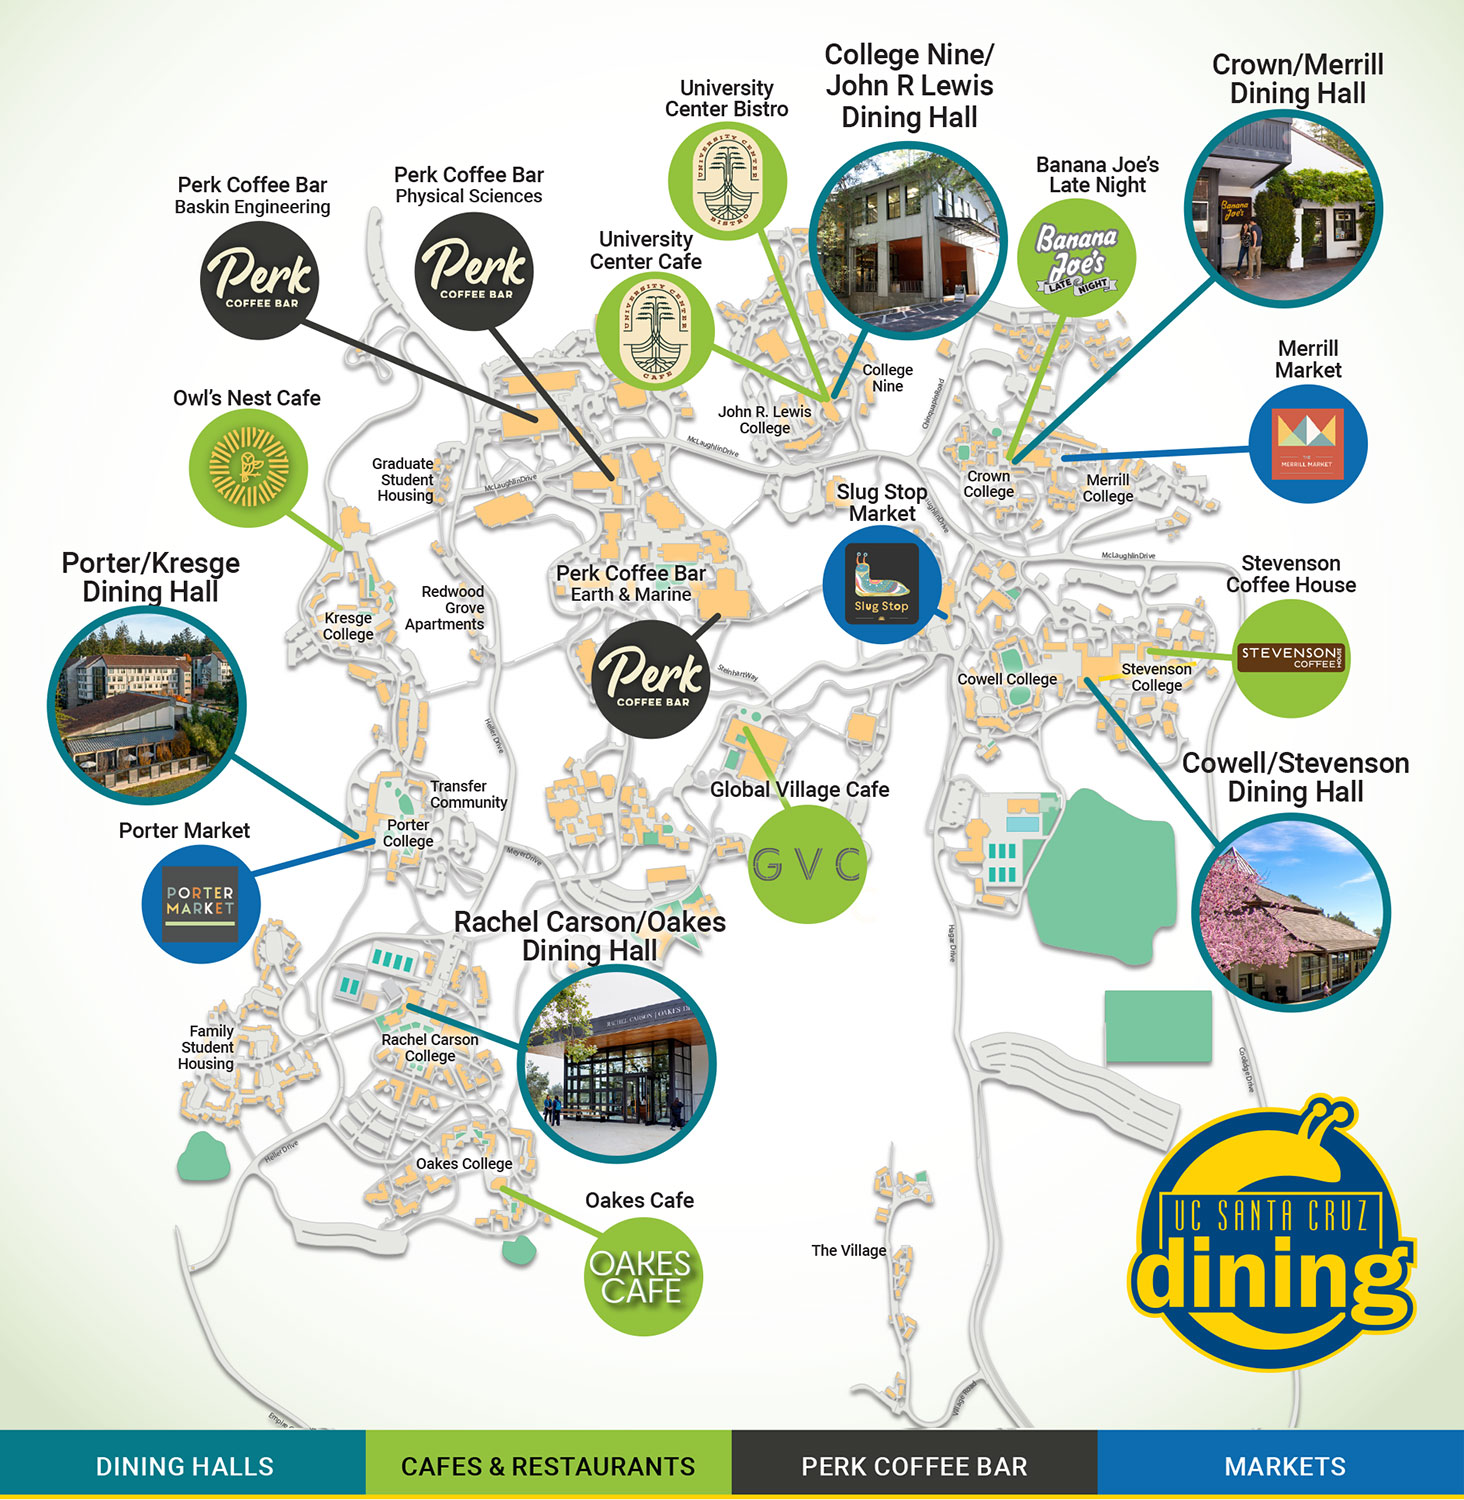 College Nine/
John R Lewis
Dining Hall
Crown/Merrill
Dining Hall
University
Center Bistro
UNIVERSITY CENTER
BISTRO
Banana Joe's
Late Night
Banana
Joe's
LATE NIGHT
Banana
Joe's
Perk Coffee Bar
Physical Sciences
Perk
COFFEE BAR
Perk Coffee Bar
Baskin Engineering
Perk
COFFEE BAR
University
Center Cafe
UNIVERSITY CENTER
CAFE
Merrill
Market
THE
MERRILL MARKET
College
Nine
John R. Lewis
College
Chinquapin Road
McLaughlin Drive
Owl's Nest Cafe
Graduate
Student
Housing
McLaughlin Drive
Crown
College
Merrill
College
Slug Stop
Market
Slug Stop
McLaughlin Drive
Porter/Kresge
Dining Hall
Perk Coffee Bar
Earth & Marine
Perk
COFFEE BAR
Stevenson
Coffee House
STEVENSON
COFFEE HOUSE
Redwood
Grove
Apartments
Kresge
College
Steinhart Way
Cowell College
Stevenson
College
Heller Drive
Cowell/Stevenson
Dining Hall
Global Village Cafe
GVC
Transfer
Community
Porter
College
Porter Market
PORTER
MARKET
Meyer Drive
Rachel Carson/Oakes
Dining Hall
RACHEL CARSON | OAKES D
Hagar Drive
Family
Student
Housing
Rachel Carson
College
Coolidge Drive
Heller Drive
Oakes College
Oakes Cafe
OAKES
CAFE
The Village
UC SANTA CRUZ
dining
Village Road
Empire
DINING HALLS
CAFES & RESTAURANTS
PERK COFFEE BAR
MARKETS